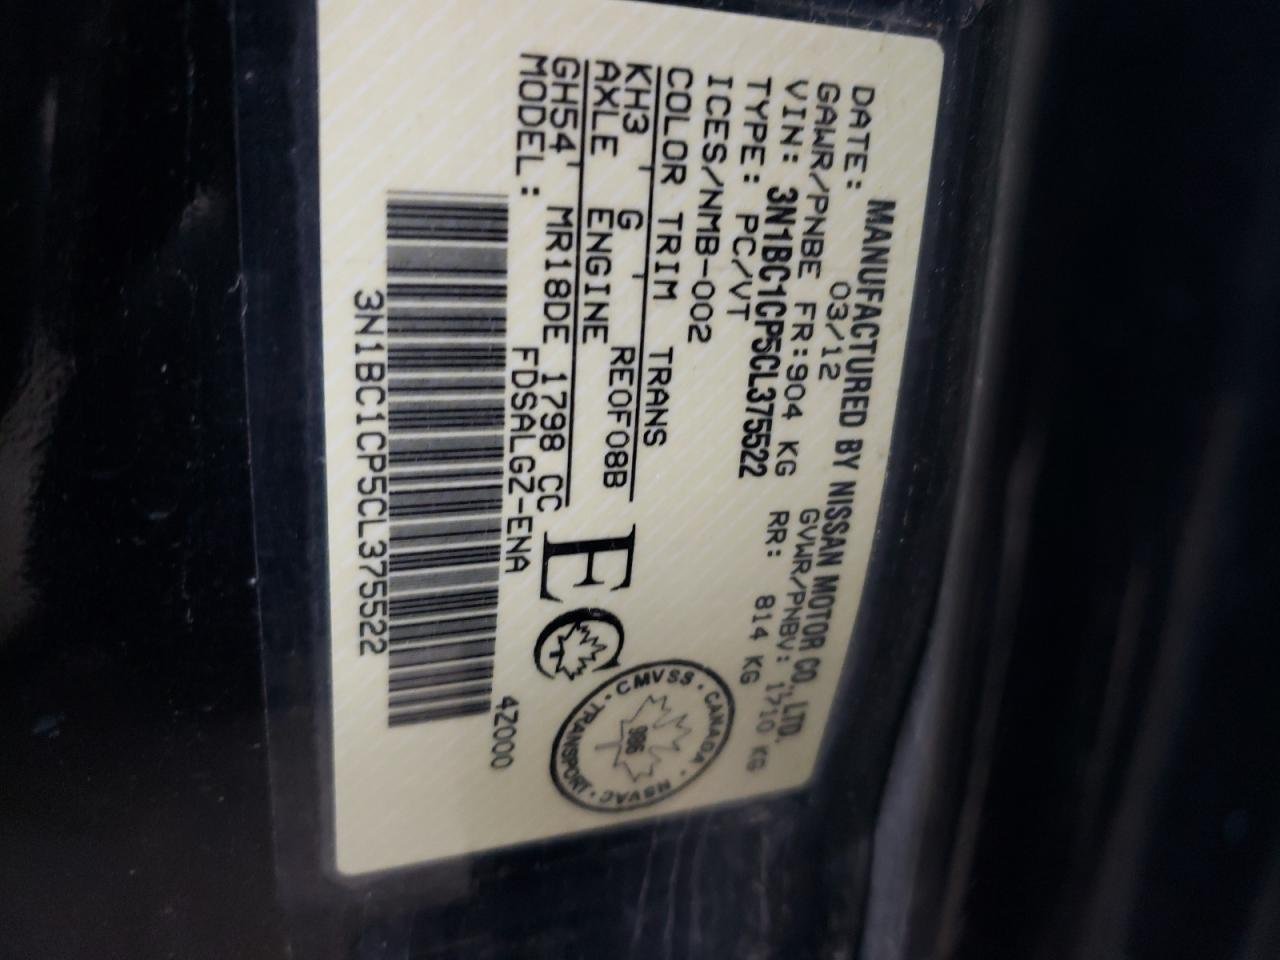 MANUFACTURED BY NISSAN MOTOR CO., LTD.
DATE: 03/12 GVWR/PNBV: 1710 KG
GAWR/PNBE FR:904 KG RR: 814 KG
VIN: 3N1BC1CP5CL375522
TYPE: PC/VT
ICES/NMB-002
COLOR TRIM TRANS
KH3 G RE0F08B
AXLE ENGINE
GH54 MR18DE 1798 CC
MODEL: FDSALGZ-ENA
4Z000
3N1BC1CP5CL375522
E C
CMVSS · CANADA · NSVAC · TRANSPORT ·
986